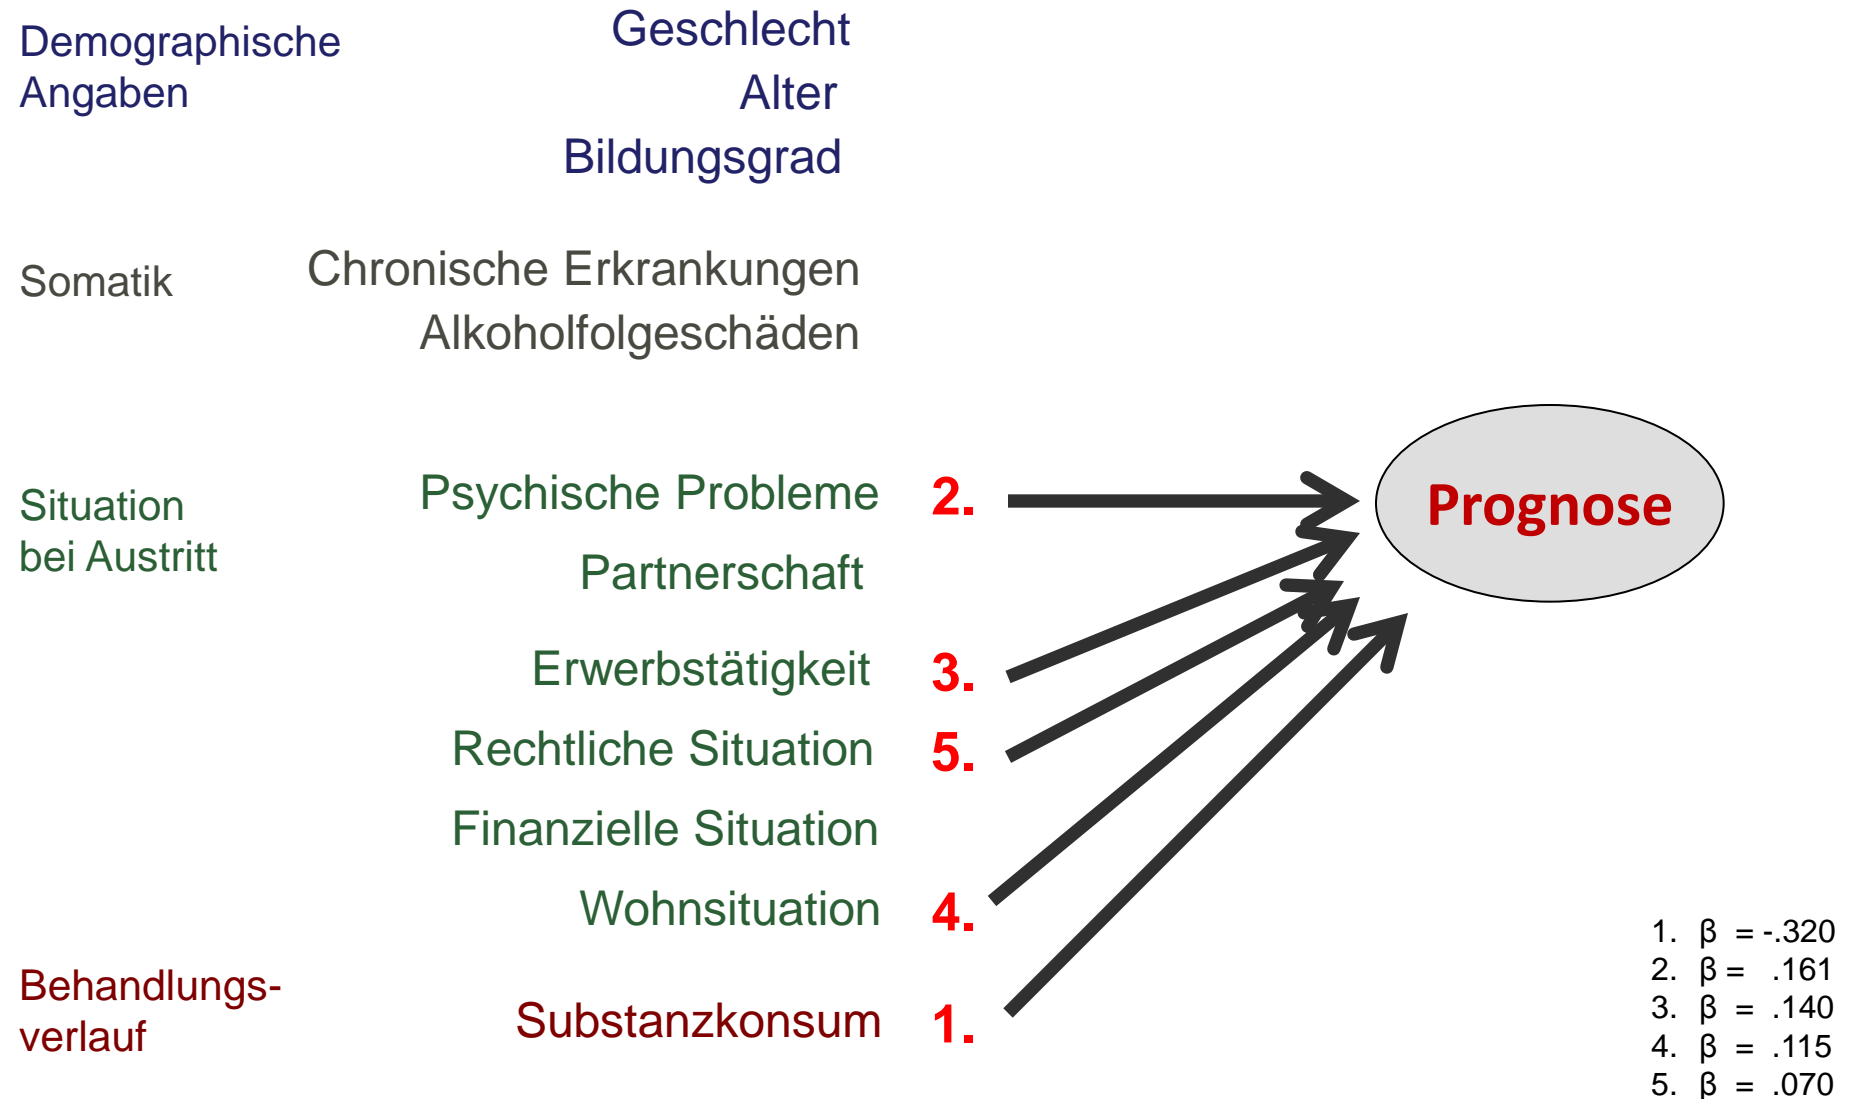 Demographische
Angaben
Geschlecht
Alter
Bildungsgrad
Somatik
Chronische Erkrankungen
Alkoholfolgeschäden
Situation
bei Austritt
Psychische Probleme 2.
Partnerschaft
Erwerbstätigkeit 3.
Rechtliche Situation 5.
Finanzielle Situation
Wohnsituation 4.
Behandlungs-
verlauf
Substanzkonsum 1.
Prognose
1. β = -.320
2. β = .161
3. β = .140
4. β = .115
5. β = .070